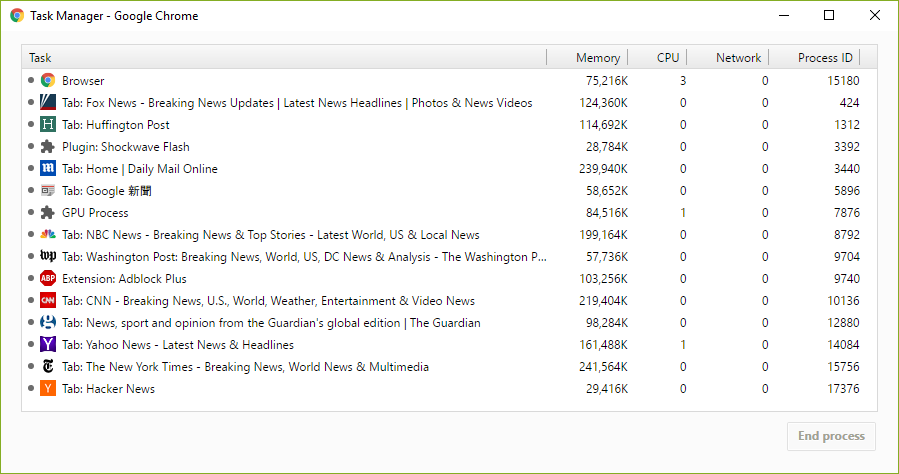 Task Manager - Google Chrome
Task Memory CPU Network Process ID
Browser 75,216K 3 0 15180
Tab: Fox News - Breaking News Updates | Latest News Headlines | Photos & News Videos 124,360K 0 0 424
H Tab: Huffington Post 114,692K 0 0 1312
Plugin: Shockwave Flash 28,784K 0 0 3392
m Tab: Home | Daily Mail Online 239,940K 0 0 3440
Tab: Google 新聞 58,652K 0 0 5896
GPU Process 84,516K 1 0 7876
Tab: NBC News - Breaking News & Top Stories - Latest World, US & Local News 199,164K 0 0 8792
wp Tab: Washington Post: Breaking News, World, US, DC News & Analysis - The Washington P... 57,736K 0 0 9704
ABP Extension: Adblock Plus 103,256K 0 0 9740
CNN Tab: CNN - Breaking News, U.S., World, Weather, Entertainment & Video News 219,404K 0 0 10136
g Tab: News, sport and opinion from the Guardian's global edition | The Guardian 98,284K 0 0 12880
Y Tab: Yahoo News - Latest News & Headlines 161,488K 1 0 14084
T Tab: The New York Times - Breaking News, World News & Multimedia 241,564K 0 0 15756
Y Tab: Hacker News 29,416K 0 0 17376
End process